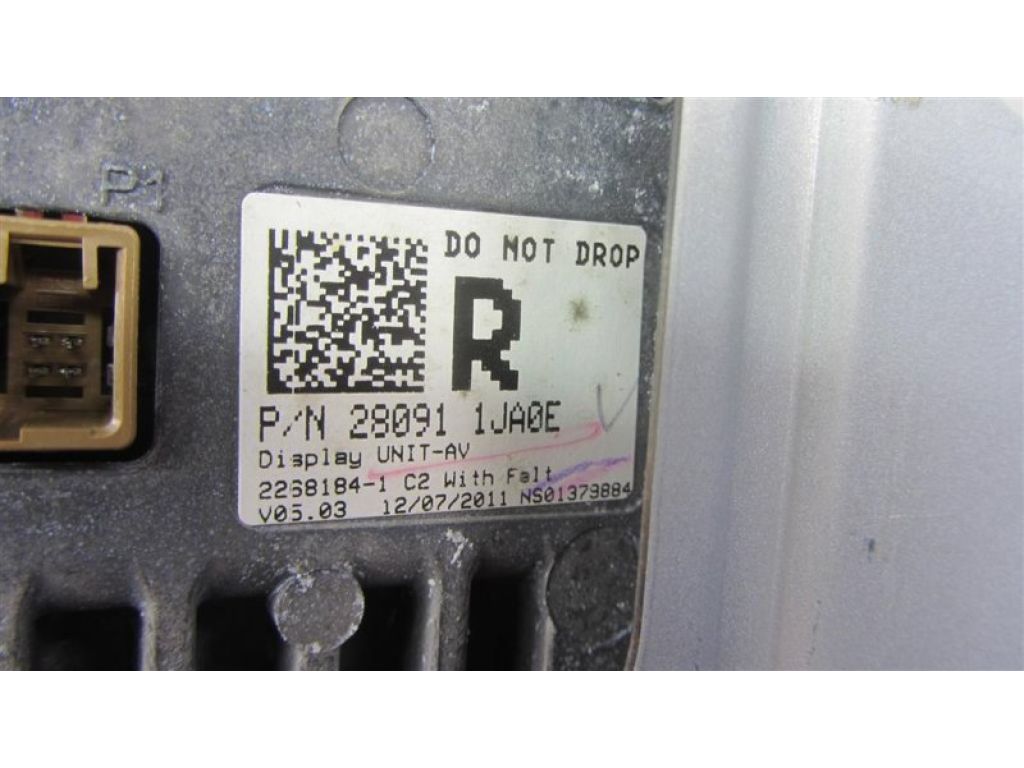 P1
DO NOT DROP
R
P/N 28091 1JA0E
Display UNIT-AV
2268184-1 C2 With Felt
V05.03 12/07/2011 NS01379884